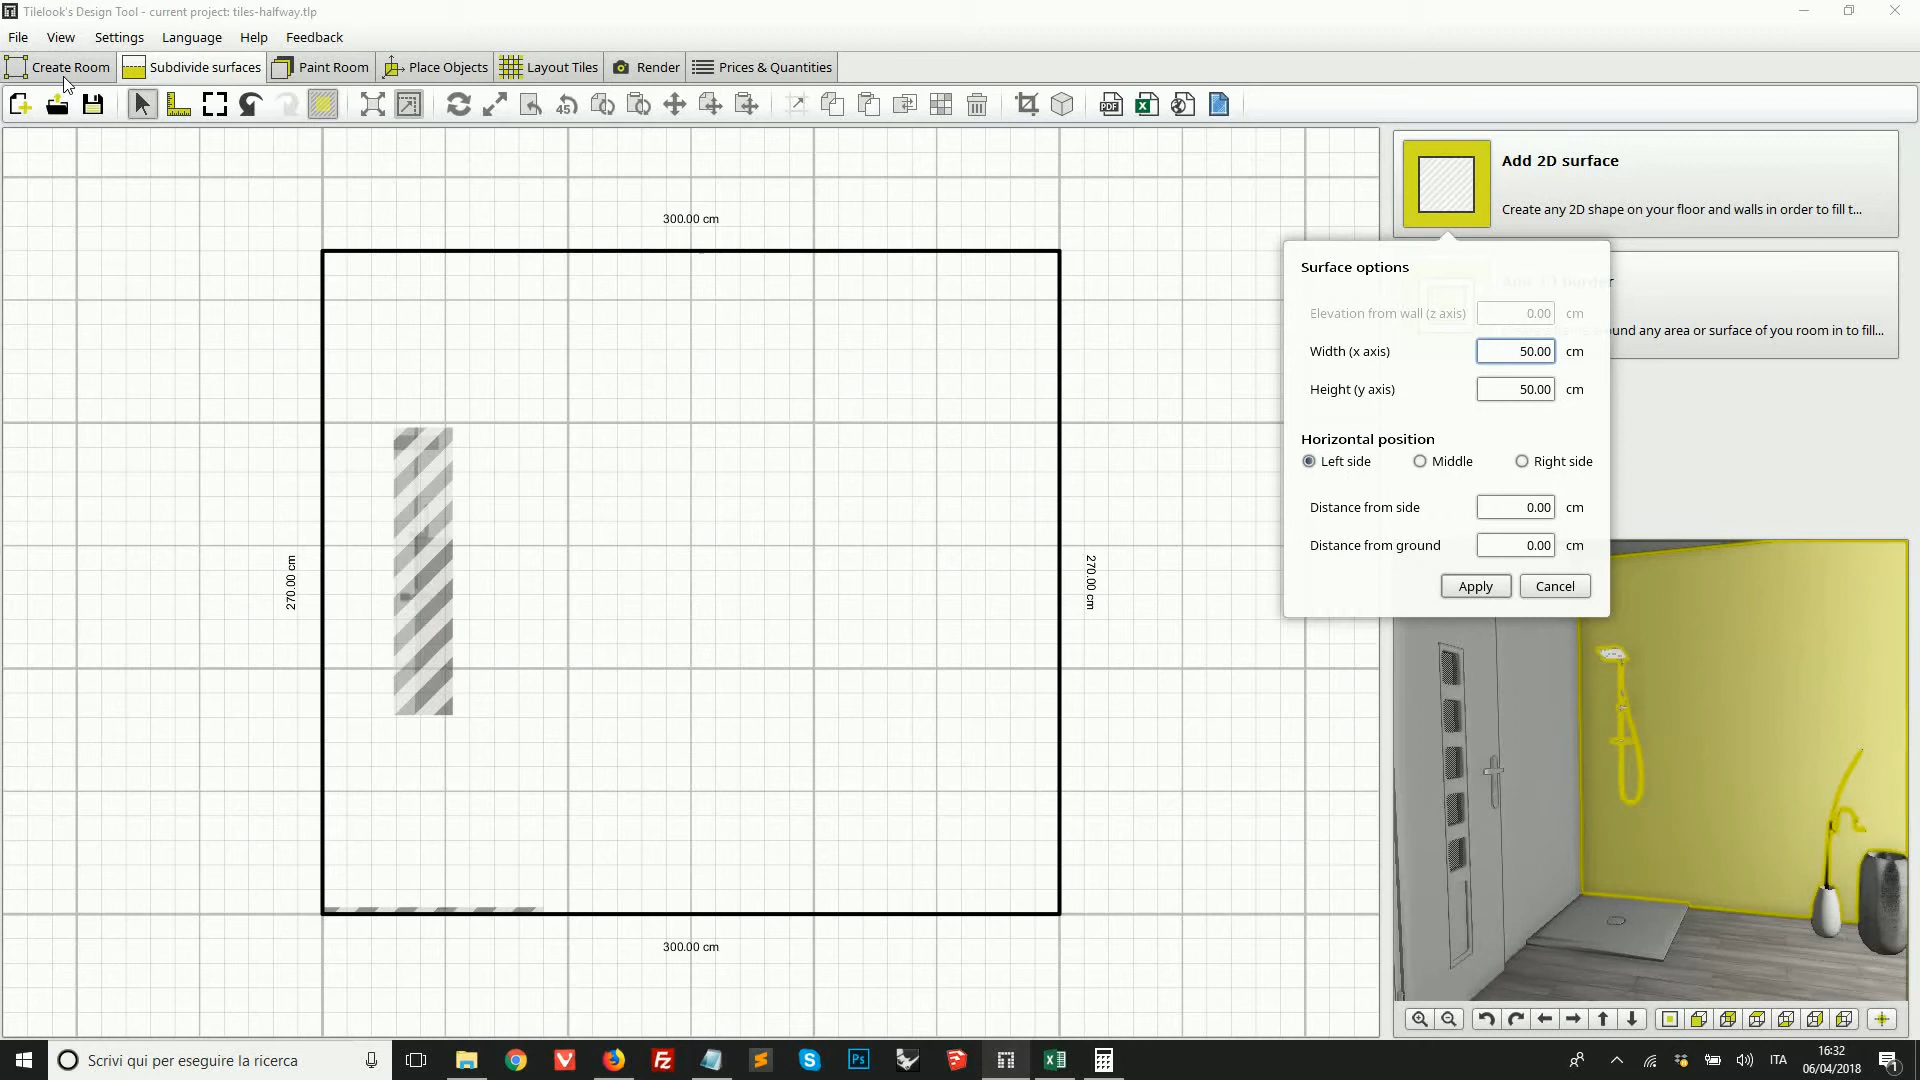 Tilelook's Design Tool - current project: tiles-halfway.tlp
File View Settings Language Help Feedback
Create Room Subdivide surfaces Paint Room Place Objects Layout Tiles Render Prices & Quantities
45 PDF
Add 2D surface
Create any 2D shape on your floor and walls in order to fill t...
300.00 cm
Surface options
Elevation from wall (z axis) 0.00 cm
und any area or surface of you room in to fill...
Width (x axis) 50.00 cm
Height (y axis) 50.00 cm
Horizontal position
Left side Middle Right side
Distance from side 0.00 cm
Distance from ground 0.00 cm
Apply Cancel
270.00 cm
270.00 cm
300.00 cm
Scrivi qui per eseguire la ricerca
Fz
Ps
ITA
16:32
06/04/2018
1